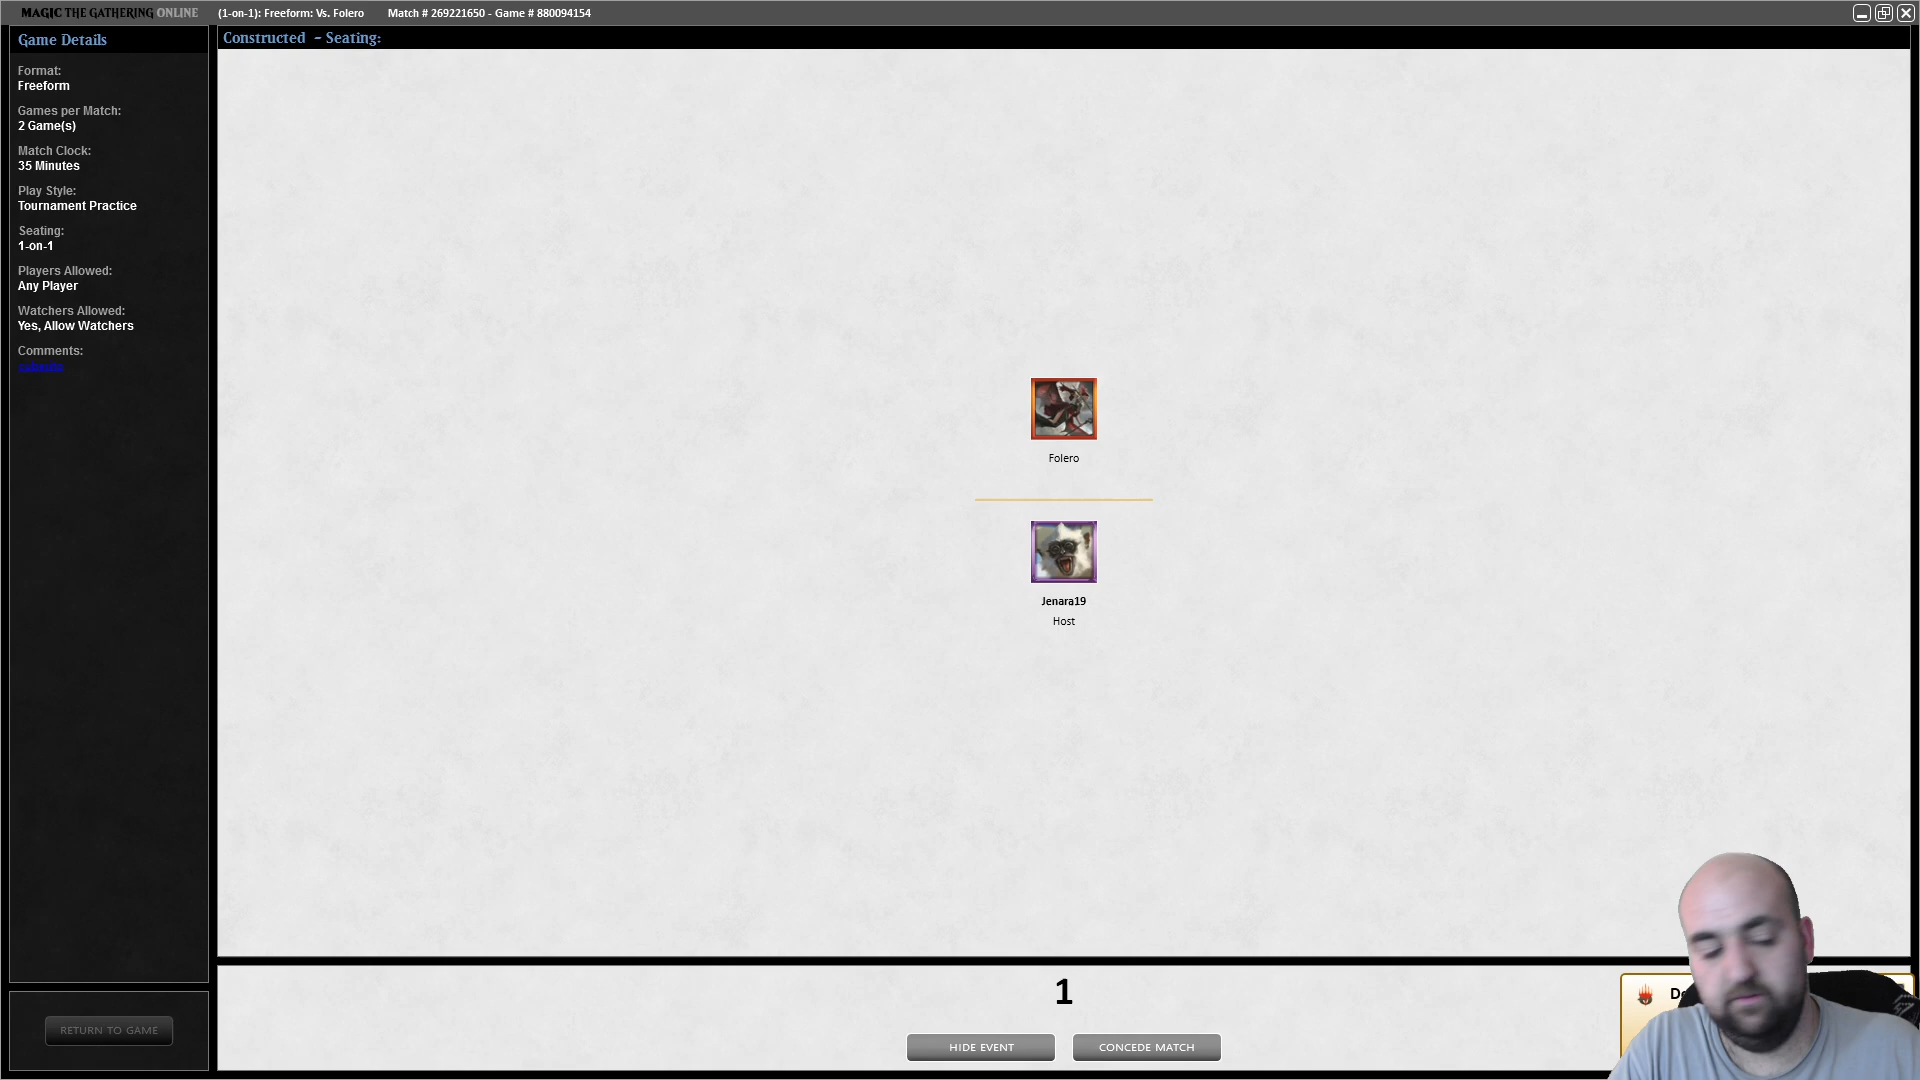 MAGIC THE GATHERING ONLINE
(1-on-1): Freeform: Vs. Folero
Match # 269221650 - Game # 880094154
Game Details
Constructed ~ Seating:
Format:
Freeform
Games per Match:
2 Game(s)
Match Clock:
35 Minutes
Play Style:
Tournament Practice
Seating:
1-on-1
Players Allowed:
Any Player
Watchers Allowed:
Yes, Allow Watchers
Comments:
Folero
Jenara19
Host
1
RETURN TO GAME
HIDE EVENT
CONCEDE MATCH